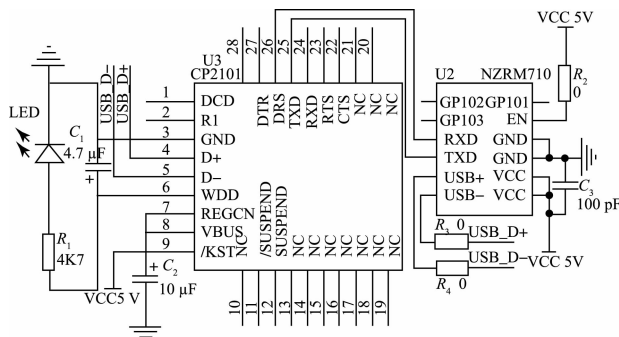 VCC 5V
28
27
26
25
24
23
22
21
20
U3
CP2101
U2
NZRM710
R2
0
LED
USB_D-
USB_D+
C1
4.7 μF
+
R1
4K7
VCC5 V
1
2
3
4
5
6
7
8
9
DCD
R1
GND
D+
D-
WDD
REGCN
VBUS
/KST
DTR
DRS
TXD
RXD
RTS
CTS
NC
NC
NC
NC
/SUSPEND
SUSPEND
NC
NC
NC
NC
NC
NC
10
11
12
13
14
15
16
17
18
19
+
C2
10 μF
GP102
GP101
GP103
EN
RXD
GND
TXD
GND
USB+
VCC
USB-
VCC
C3
100 pF
R3 0
USB_D+
USB_D-
R4 0
VCC 5V